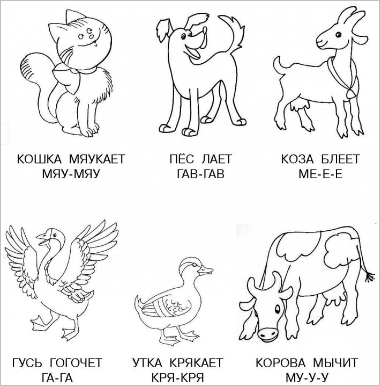 КОШКА МЯУКАЕТ
МЯУ-МЯУ
ПЁС ЛАЕТ
ГАВ-ГАВ
КОЗА БЛЕЕТ
МЕ-Е-Е
ГУСЬ ГОГОЧЕТ
ГА-ГА
УТКА КРЯКАЕТ
КРЯ-КРЯ
КОРОВА МЫЧИТ
МУ-У-У